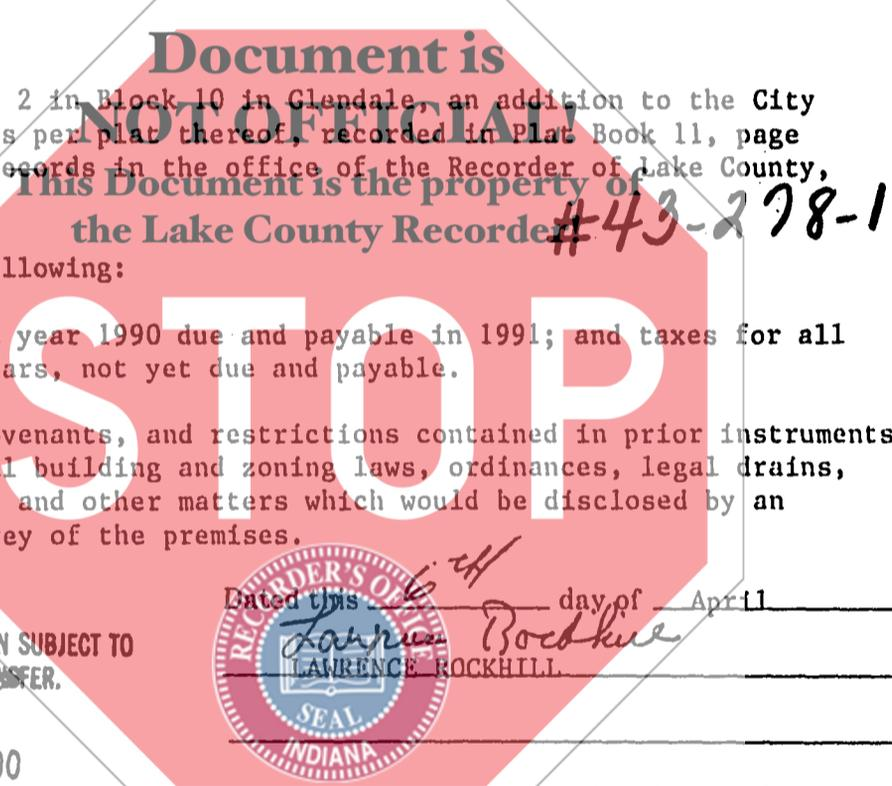 Document is
2 in Block 10 in Glendale, an addition to the City
NOT OFFICIAL!
s per plat thereof, recorded in Plat Book 11, page
ecords in the office of the Recorder of Lake County,
This Document is the property of
the Lake County Recorder!
#43-278-1
llowing:
STOP
year 1990 due and payable in 1991; and taxes for all
ars, not yet due and payable.
venants, and restrictions contained in prior instruments
l building and zoning laws, ordinances, legal drains,
and other matters which would be disclosed by an
ey of the premises.
Dated this 6th day of April
N SUBJECT TO
SFER.
LAWRENCE ROCKHILL
RECORDER'S OFFICE
SEAL
INDIANA
00